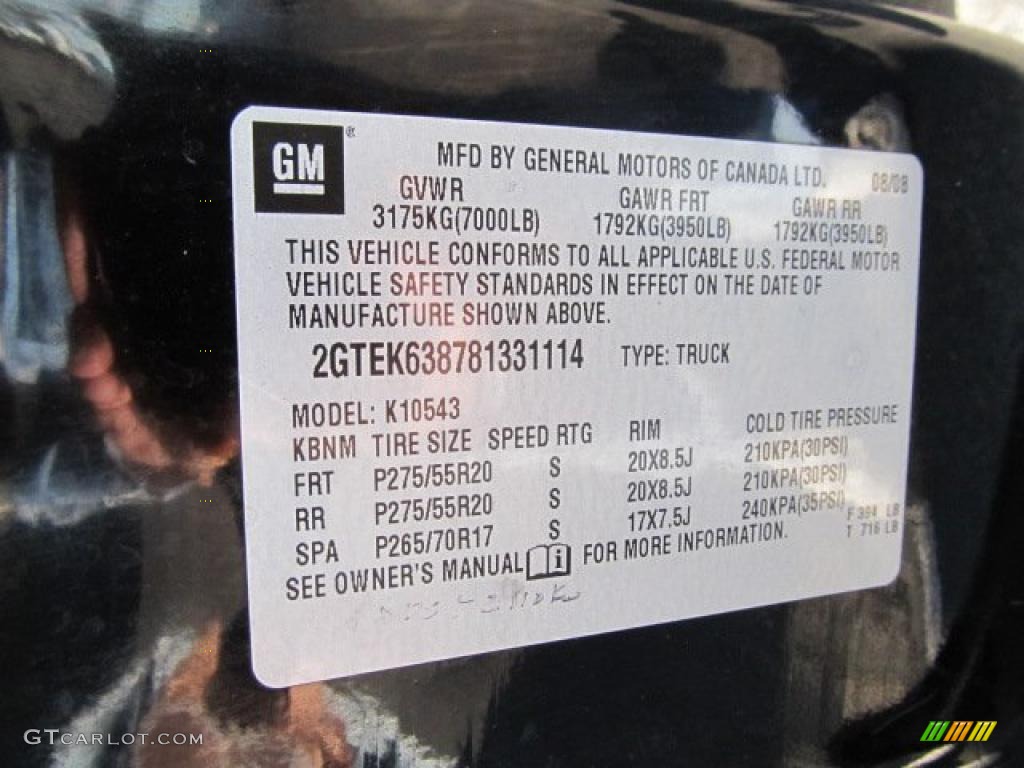 GM®
MFD BY GENERAL MOTORS OF CANADA LTD. 08/08
GVWR GAWR FRT GAWR RR
3175KG(7000LB) 1792KG(3950LB) 1792KG(3950LB)
THIS VEHICLE CONFORMS TO ALL APPLICABLE U.S. FEDERAL MOTOR
VEHICLE SAFETY STANDARDS IN EFFECT ON THE DATE OF
MANUFACTURE SHOWN ABOVE.
2GTEK638781331114 TYPE: TRUCK
MODEL: K10543
KBNM TIRE SIZE SPEED RTG RIM COLD TIRE PRESSURE
FRT P275/55R20 S 20X8.5J 210KPA(30PSI)
RR P275/55R20 S 20X8.5J 210KPA(30PSI)
SPA P265/70R17 S 17X7.5J 240KPA(35PSI) F 394 LB
T 716 LB
SEE OWNER'S MANUAL i FOR MORE INFORMATION.
GTCARLOT.COM